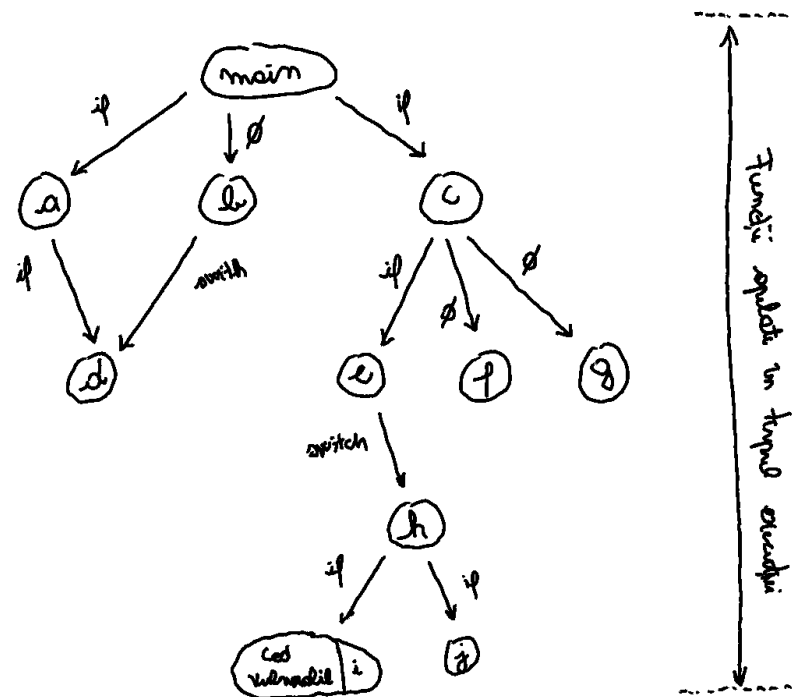 main
if
∅
if
a
b
c
if
switch
if
∅
∅
d
e
f
g
switch
h
if
if
Cod
vulnerabil
i
j
Funcții apelate în timpul execuției